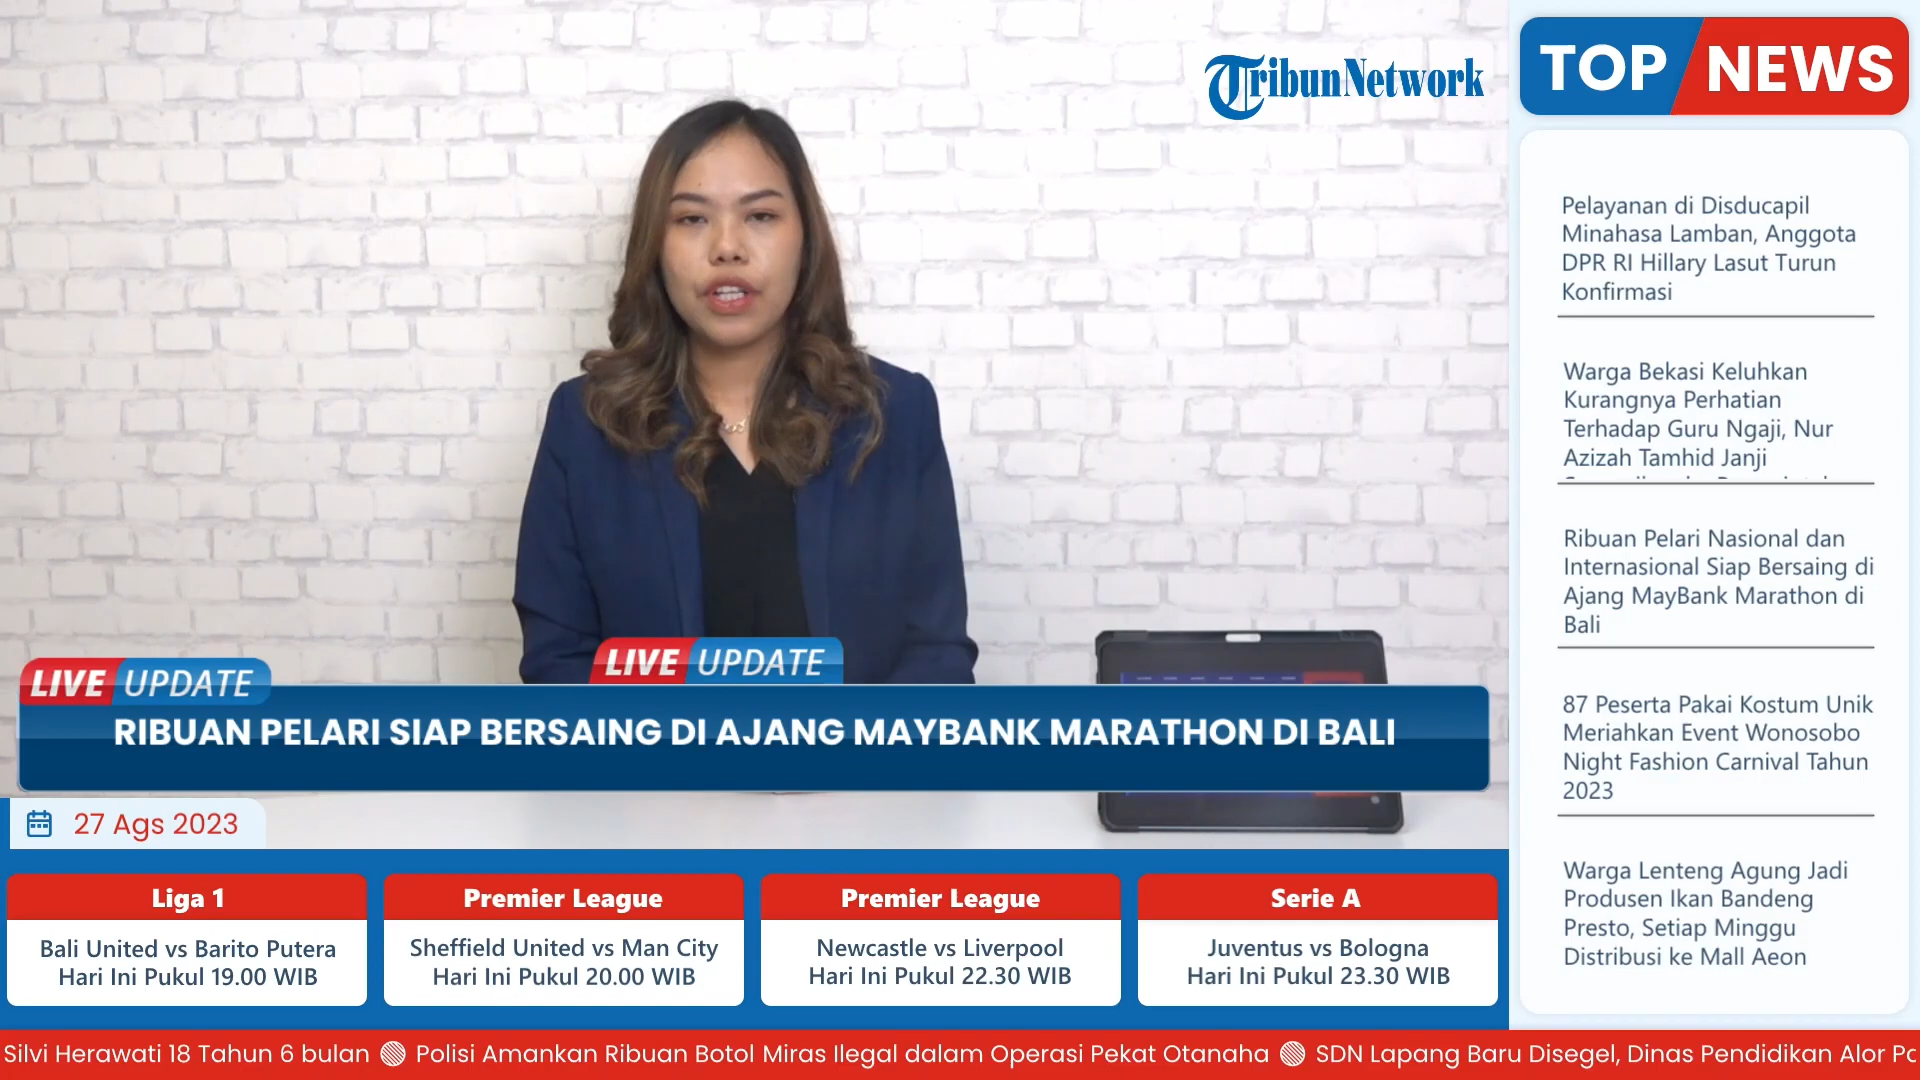 TribunNetwork
TOP NEWS
Pelayanan di Disducapil
Minahasa Lamban, Anggota
DPR RI Hillary Lasut Turun
Konfirmasi
Warga Bekasi Keluhkan
Kurangnya Perhatian
Terhadap Guru Ngaji, Nur
Azizah Tamhid Janji
Ribuan Pelari Nasional dan
Internasional Siap Bersaing di
Ajang MayBank Marathon di
Bali
87 Peserta Pakai Kostum Unik
Meriahkan Event Wonosobo
Night Fashion Carnival Tahun
2023
Warga Lenteng Agung Jadi
Produsen Ikan Bandeng
Presto, Setiap Minggu
Distribusi ke Mall Aeon
LIVE UPDATE
LIVE UPDATE
RIBUAN PELARI SIAP BERSAING DI AJANG MAYBANK MARATHON DI BALI
27 Ags 2023
Liga 1
Bali United vs Barito Putera
Hari Ini Pukul 19.00 WIB
Premier League
Sheffield United vs Man City
Hari Ini Pukul 20.00 WIB
Premier League
Newcastle vs Liverpool
Hari Ini Pukul 22.30 WIB
Serie A
Juventus vs Bologna
Hari Ini Pukul 23.30 WIB
Silvi Herawati 18 Tahun 6 bulan Polisi Amankan Ribuan Botol Miras Ilegal dalam Operasi Pekat Otanaha SDN Lapang Baru Disegel, Dinas Pendidikan Alor